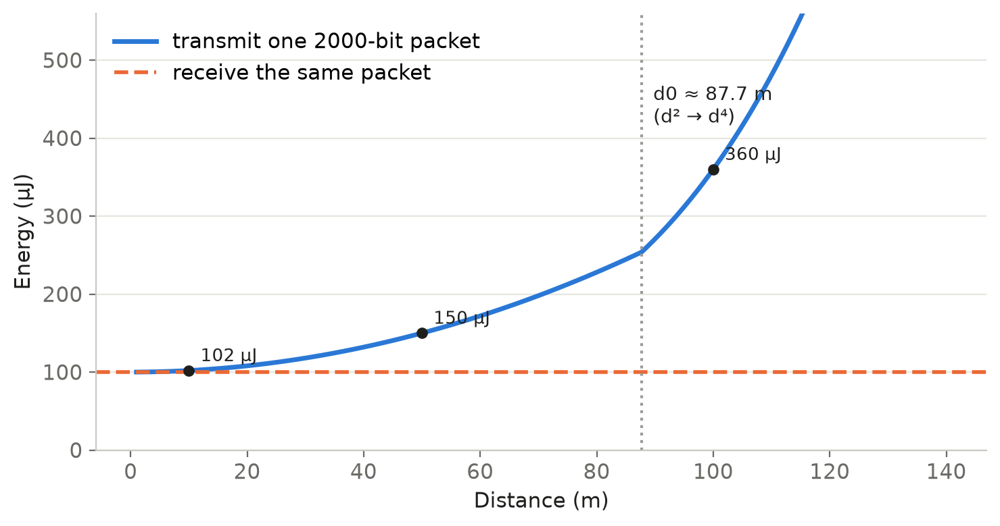 transmit one 2000-bit packet
receive the same packet
d0 ≈ 87.7 m
(d² → d⁴)
360 µJ
150 µJ
102 µJ
Energy (µJ)
500
400
300
200
100
0
0 20 40 60 80 100 120 140
Distance (m)